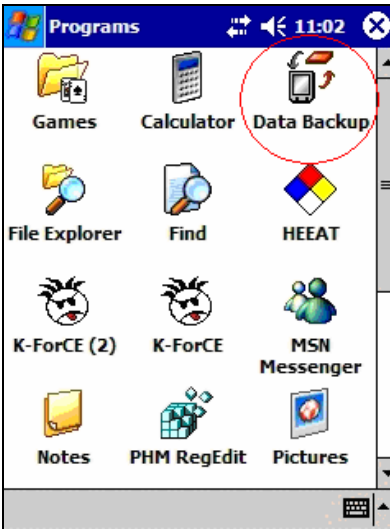 Programs 11:02
Games Calculator Data Backup
File Explorer Find HEEAT
K-ForCE (2) K-ForCE MSN Messenger
Notes PHM RegEdit Pictures